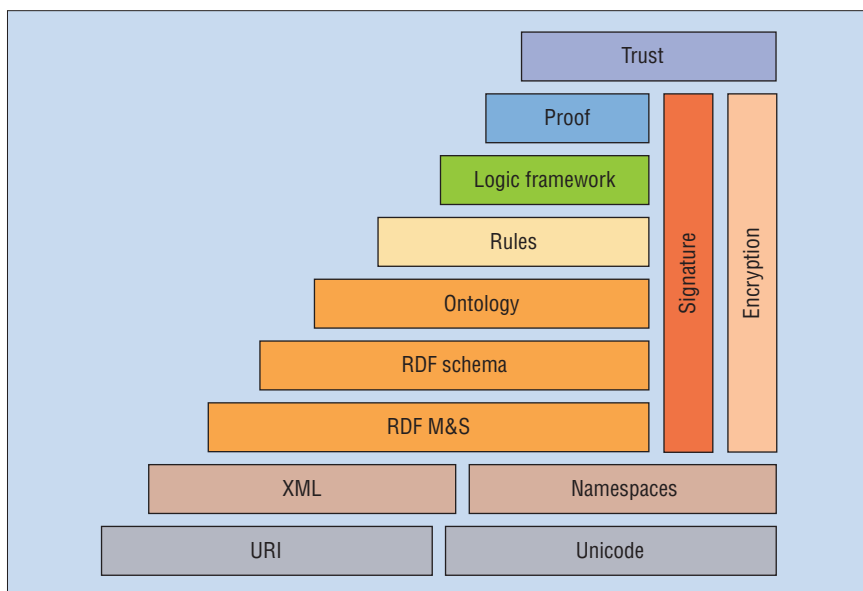 Trust
Proof
Logic framework
Rules
Ontology
RDF schema
RDF M&S
Signature
Encryption
XML
Namespaces
URI
Unicode